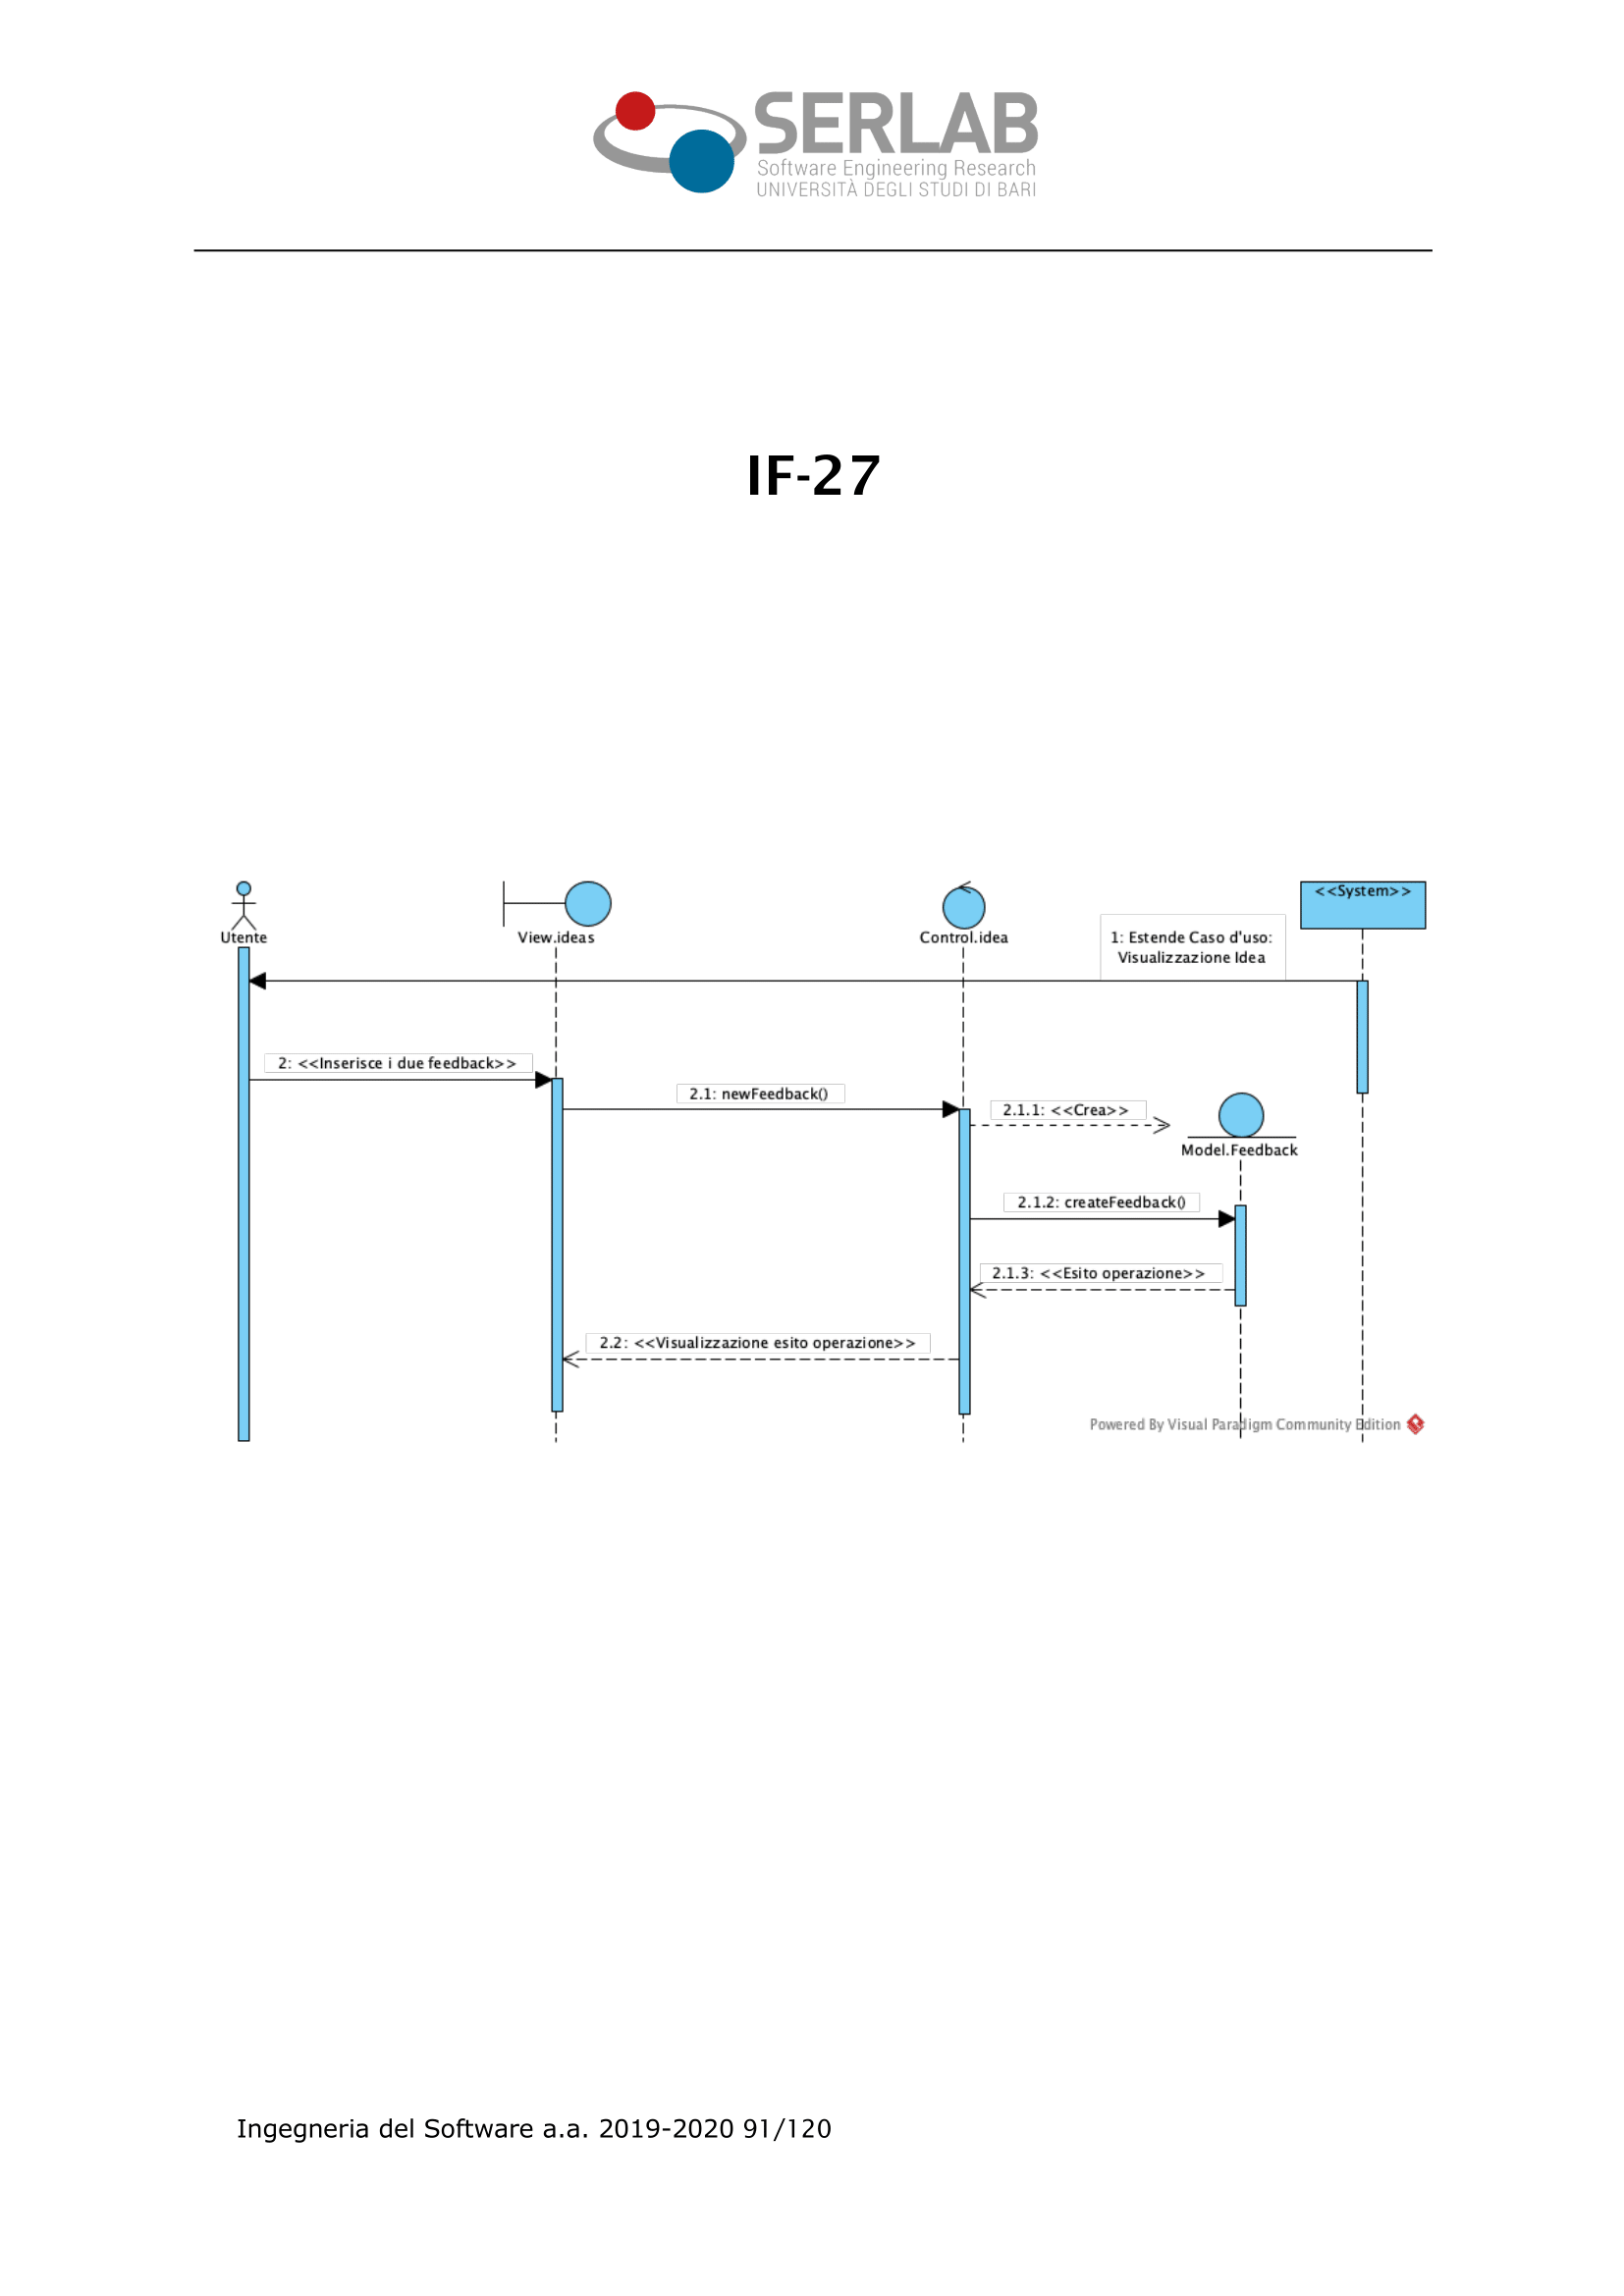 SERLAB
Software Engineering Research
UNIVERSITÀ DEGLI STUDI DI BARI
IF-27
<<System>>
Utente
View.ideas
Control.idea
1: Estende Caso d'uso:
Visualizzazione Idea
2: <<Inserisce i due feedback>>
2.1: newFeedback()
2.1.1: <<Crea>>
Model.Feedback
2.1.2: createFeedback()
2.1.3: <<Esito operazione>>
2.2: <<Visualizzazione esito operazione>>
Powered By Visual Paradigm Community Edition
Ingegneria del Software a.a. 2019-2020 91/120